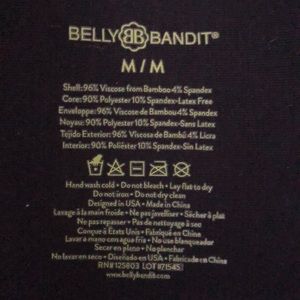 BELLY BB BANDIT®
M/M
Shell: 96% Viscose from Bamboo 4% Spandex
Core: 90% Polyester 10% Spandex-Latex Free
Enveloppe: 96% Viscose de Bambou 4% Spandex
Noyau: 90% Polyester 10% Spandex-Sans Latex
Tejido Exterior: 96% Viscosa de Bambú 4% Licra
Interior: 90% Poliéster 10% Spandex-Sin Latex
Hand wash cold • Do not bleach • Lay flat to dry
Do not iron • Do not dry clean
Designed in USA • Made in China
Lavage à la main froide • Ne pas javelliser • Sécher à plat
Ne pas repasser • Pas de nettoyage à sec
Conçu à États Unis • Fabriqué en China
Lavar a mano con agua fría • No use blanqueador
Secar en plano • No planchar
No lavar en seco • Diseñado en USA • Fabricado en China
RN# 125803 LOT #71545
www.bellybandit.com